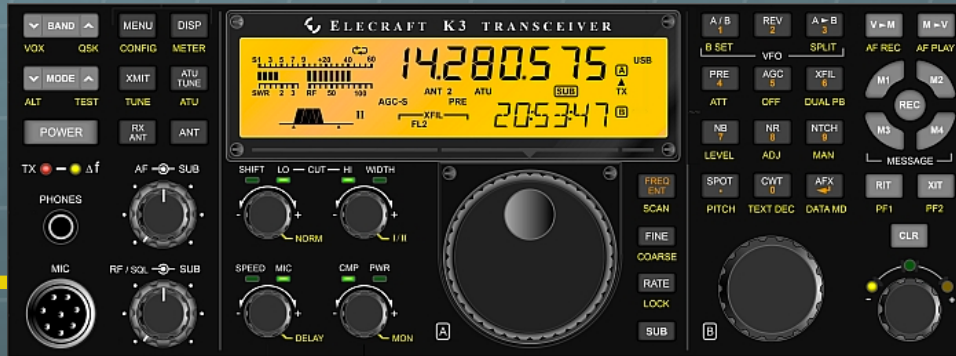 BAND MENU DISP
VOX QSK CONFIG METER
MODE XMIT ATU TUNE
ALT TEST TUNE ATU
POWER RX ANT ANT
TX Δf AF SUB
PHONES
MIC RF / SQL SUB
ELECRAFT K3 TRANSCEIVER
S1 3 5 7 9 +20 40 60
SWR 2 3 RF 50 100
14.280.575 A USB
AGC-S ANT 2 PRE ATU SUB TX
XFIL FL2 II
20:53:47 B
SHIFT LO CUT HI WIDTH
NORM I/II
SPEED MIC CMP PWR
DELAY MON
A
FREQ ENT
SCAN
FINE
COARSE
RATE
LOCK
SUB
A / B 1 REV 2 A►B 3
B SET VFO SPLIT
PRE 4 AGC 5 XFIL 6
ATT OFF DUAL PB
NB 7 NR 8 NTCH 9
LEVEL ADJ MAN
SPOT . CWT 0 AFX
PITCH TEXT DEC DATA MD
B
V►M M►V
AF REC AF PLAY
M1 M2
REC
M3 M4
MESSAGE
RIT XIT
PF1 PF2
CLR
- +